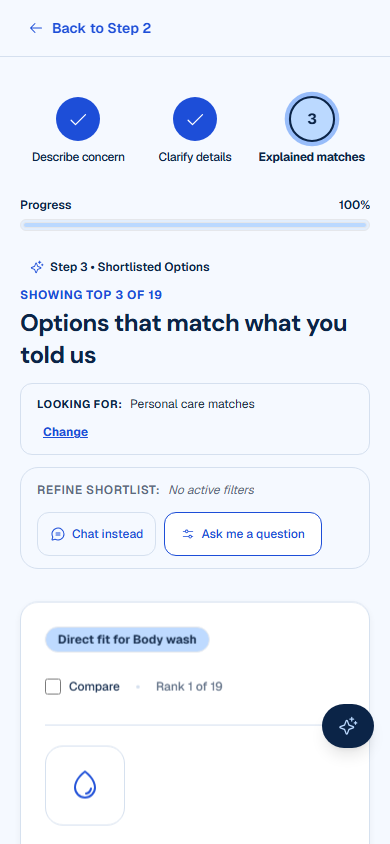 Back to Step 2
3
Describe concern
Clarify details
Explained matches
Progress
100%
Step 3 • Shortlisted Options
SHOWING TOP 3 OF 19
Options that match what you
told us
LOOKING FOR: Personal care matches
Change
REFINE SHORTLIST: No active filters
Chat instead
Ask me a question
Direct fit for Body wash
Compare • Rank 1 of 19